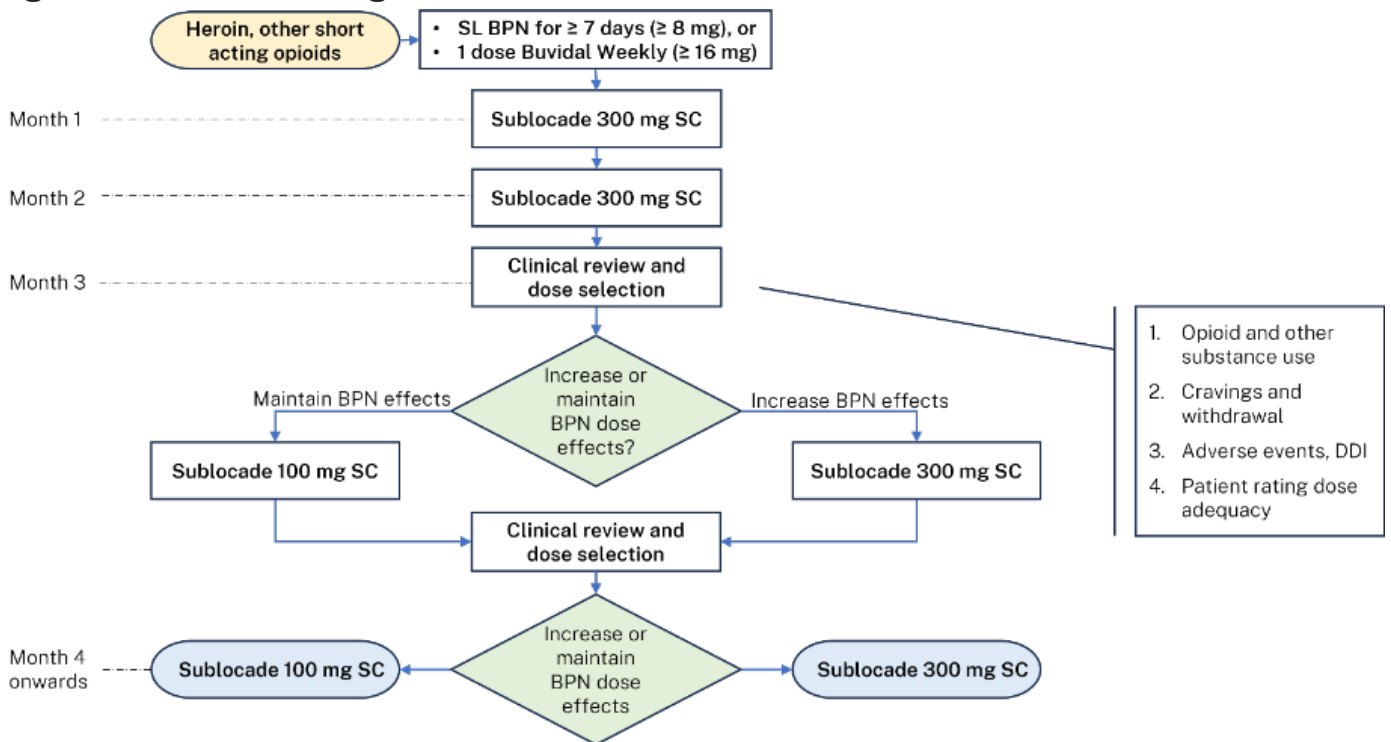 Heroin, other short
acting opioids
• SL BPN for ≥ 7 days (≥ 8 mg), or
• 1 dose Buvidal Weekly (≥ 16 mg)
Month 1
Sublocade 300 mg SC
Month 2
Sublocade 300 mg SC
Month 3
Clinical review and
dose selection
1. Opioid and other
substance use
2. Cravings and
withdrawal
3. Adverse events, DDI
4. Patient rating dose
adequacy
Increase or
maintain
BPN dose
effects?
Maintain BPN effects
Increase BPN effects
Sublocade 100 mg SC
Sublocade 300 mg SC
Clinical review and
dose selection
Month 4
onwards
Increase or
maintain
BPN dose
effects
Sublocade 100 mg SC
Sublocade 300 mg SC